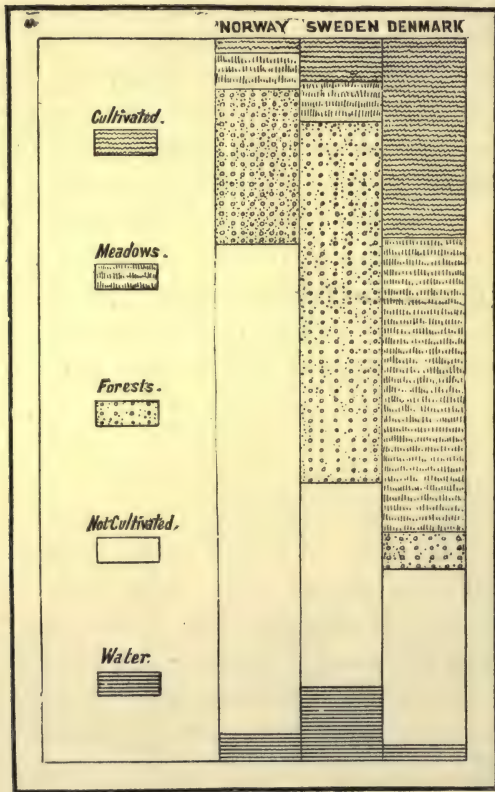 NORWAY SWEDEN DENMARK
Cultivated.
Meadows.
Forests.
Not Cultivated.
Water.